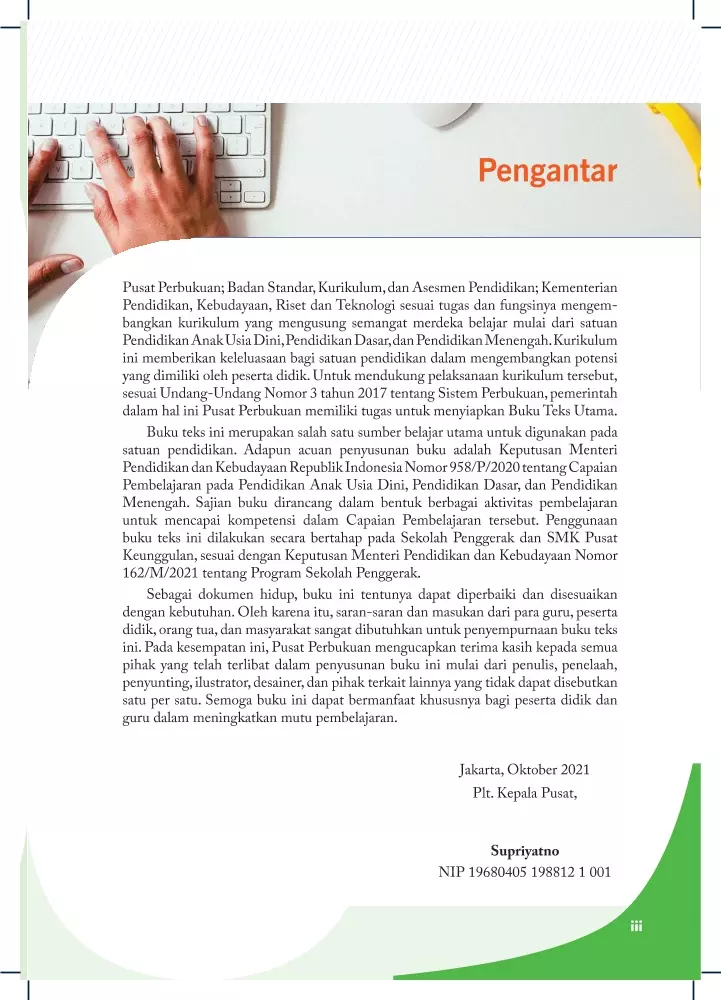 Pengantar
Pusat Perbukuan; Badan Standar, Kurikulum, dan Asesmen Pendidikan; Kementerian
Pendidikan, Kebudayaan, Riset dan Teknologi sesuai tugas dan fungsinya mengem-
bangkan kurikulum yang mengusung semangat merdeka belajar mulai dari satuan
Pendidikan Anak Usia Dini, Pendidikan Dasar, dan Pendidikan Menengah. Kurikulum
ini memberikan keleluasaan bagi satuan pendidikan dalam mengembangkan potensi
yang dimiliki oleh peserta didik. Untuk mendukung pelaksanaan kurikulum tersebut,
sesuai Undang-Undang Nomor 3 tahun 2017 tentang Sistem Perbukuan, pemerintah
dalam hal ini Pusat Perbukuan memiliki tugas untuk menyiapkan Buku Teks Utama.
Buku teks ini merupakan salah satu sumber belajar utama untuk digunakan pada
satuan pendidikan. Adapun acuan penyusunan buku adalah Keputusan Menteri
Pendidikan dan Kebudayaan Republik Indonesia Nomor 958/P/2020 tentang Capaian
Pembelajaran pada Pendidikan Anak Usia Dini, Pendidikan Dasar, dan Pendidikan
Menengah. Sajian buku dirancang dalam bentuk berbagai aktivitas pembelajaran
untuk mencapai kompetensi dalam Capaian Pembelajaran tersebut. Penggunaan
buku teks ini dilakukan secara bertahap pada Sekolah Penggerak dan SMK Pusat
Keunggulan, sesuai dengan Keputusan Menteri Pendidikan dan Kebudayaan Nomor
162/M/2021 tentang Program Sekolah Penggerak.
Sebagai dokumen hidup, buku ini tentunya dapat diperbaiki dan disesuaikan
dengan kebutuhan. Oleh karena itu, saran-saran dan masukan dari para guru, peserta
didik, orang tua, dan masyarakat sangat dibutuhkan untuk penyempurnaan buku teks
ini. Pada kesempatan ini, Pusat Perbukuan mengucapkan terima kasih kepada semua
pihak yang telah terlibat dalam penyusunan buku ini mulai dari penulis, penelaah,
penyunting, ilustrator, desainer, dan pihak terkait lainnya yang tidak dapat disebutkan
satu per satu. Semoga buku ini dapat bermanfaat khususnya bagi peserta didik dan
guru dalam meningkatkan mutu pembelajaran.
Jakarta, Oktober 2021
Plt. Kepala Pusat,
Supriyatno
NIP 19680405 198812 1 001
iii